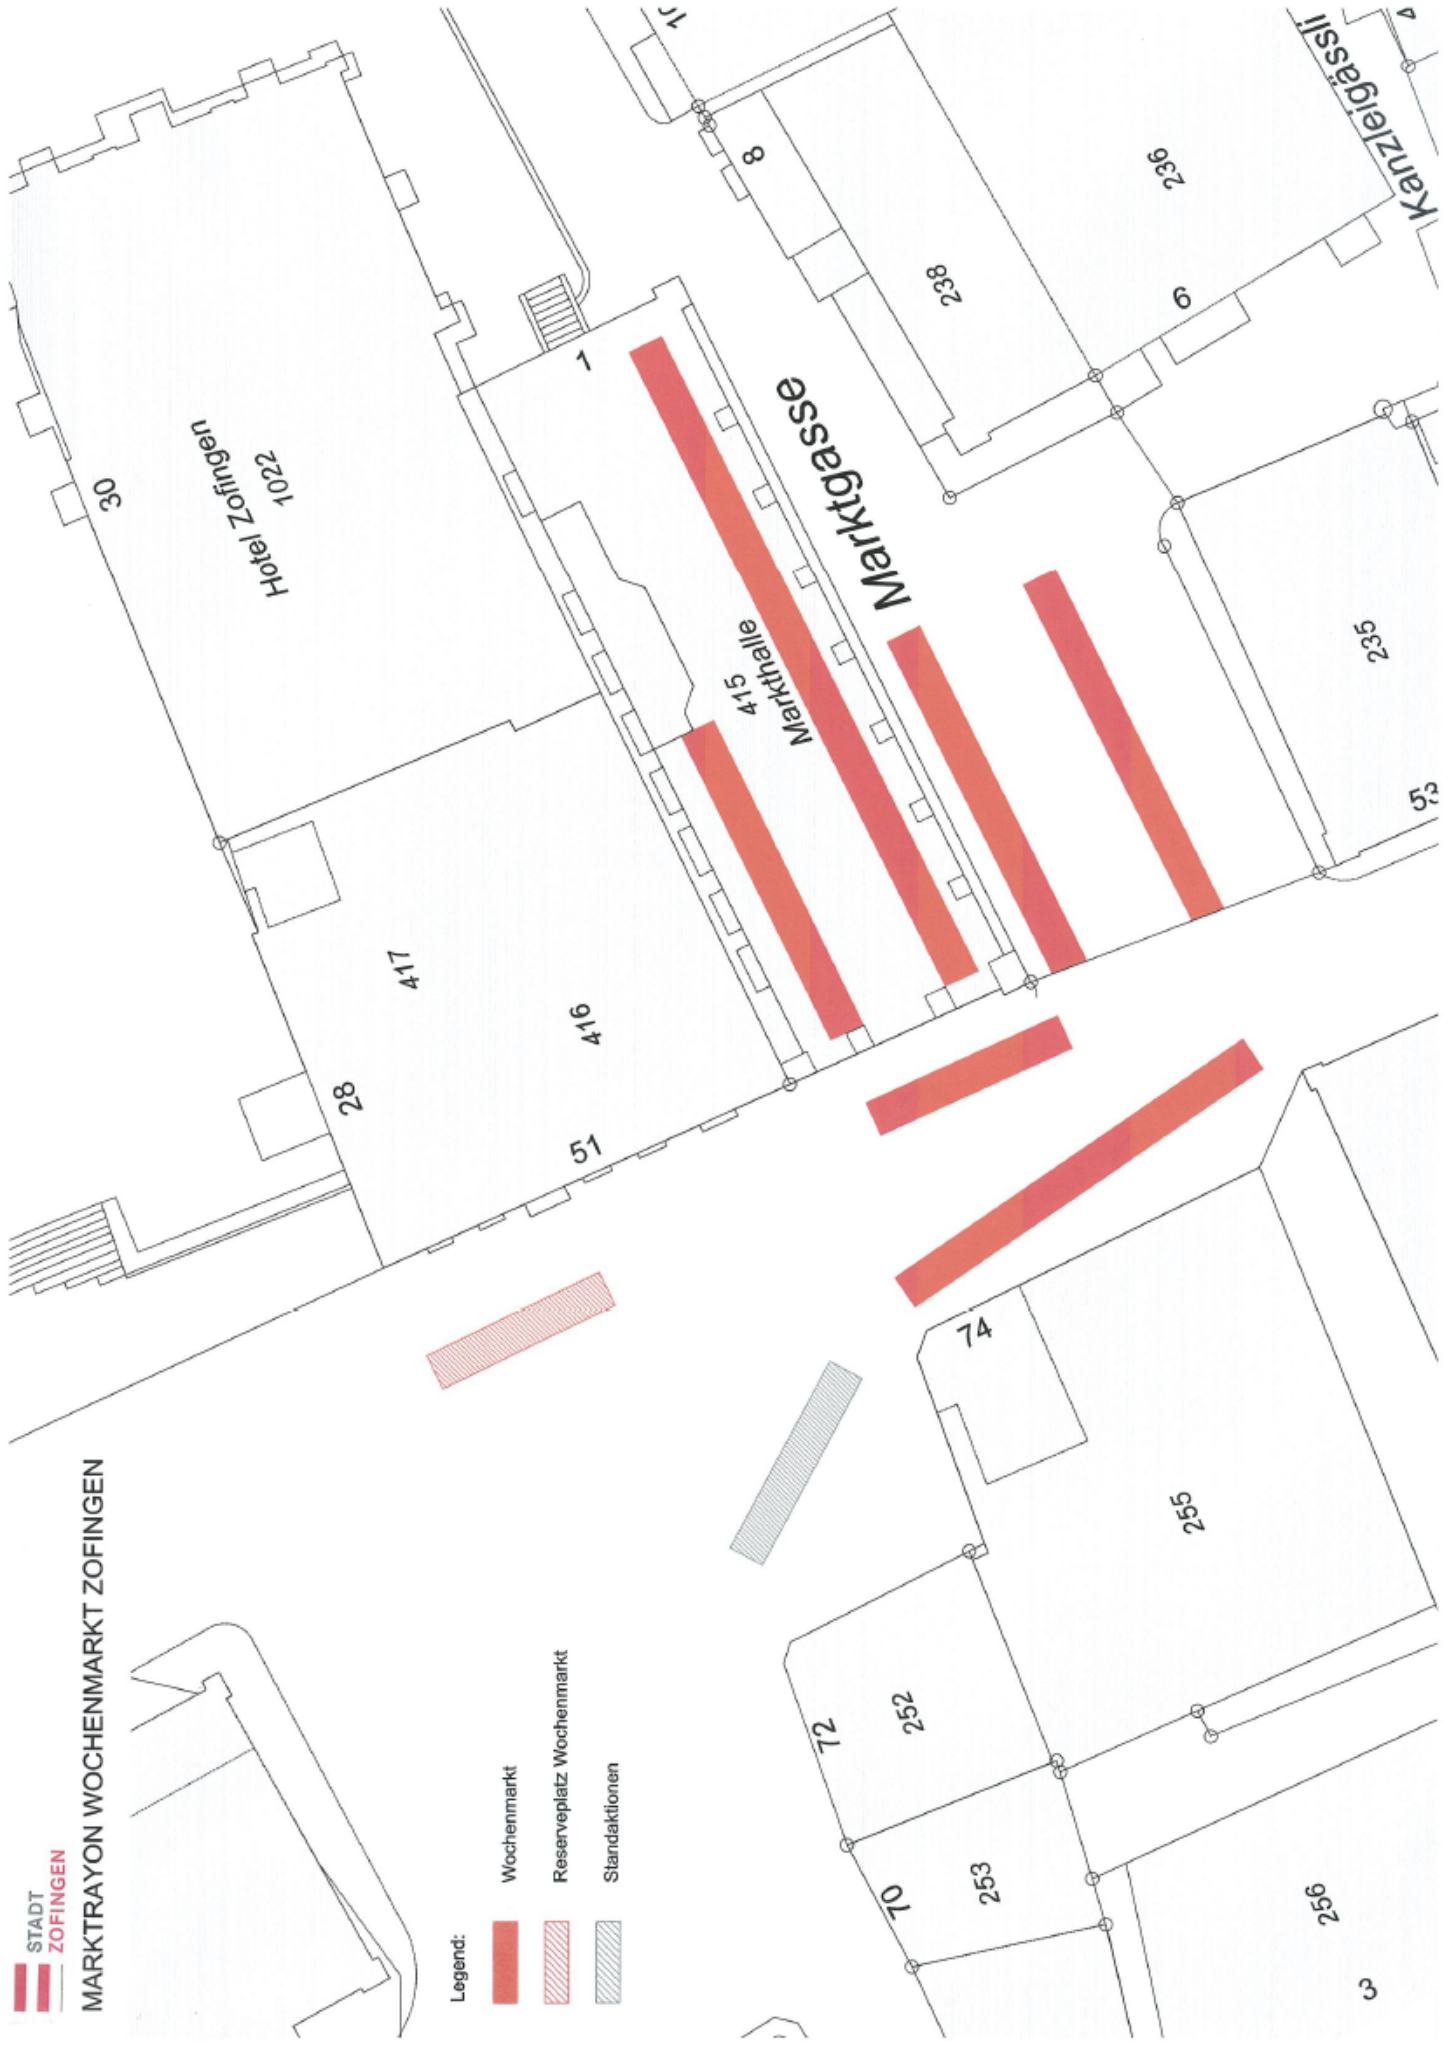 STADT
ZOFINGEN
MARKTRAYON WOCHENMARKT ZOFINGEN
Legend:
Wochenmarkt
Reserveplatz Wochenmarkt
Standaktionen
30
Hotel Zofingen
1022
28
417
416
51
1
415
Markthalle
Marktgasse
8
238
236
6
Kanzleigässli
4
235
53
74
255
72
252
70
253
256
3